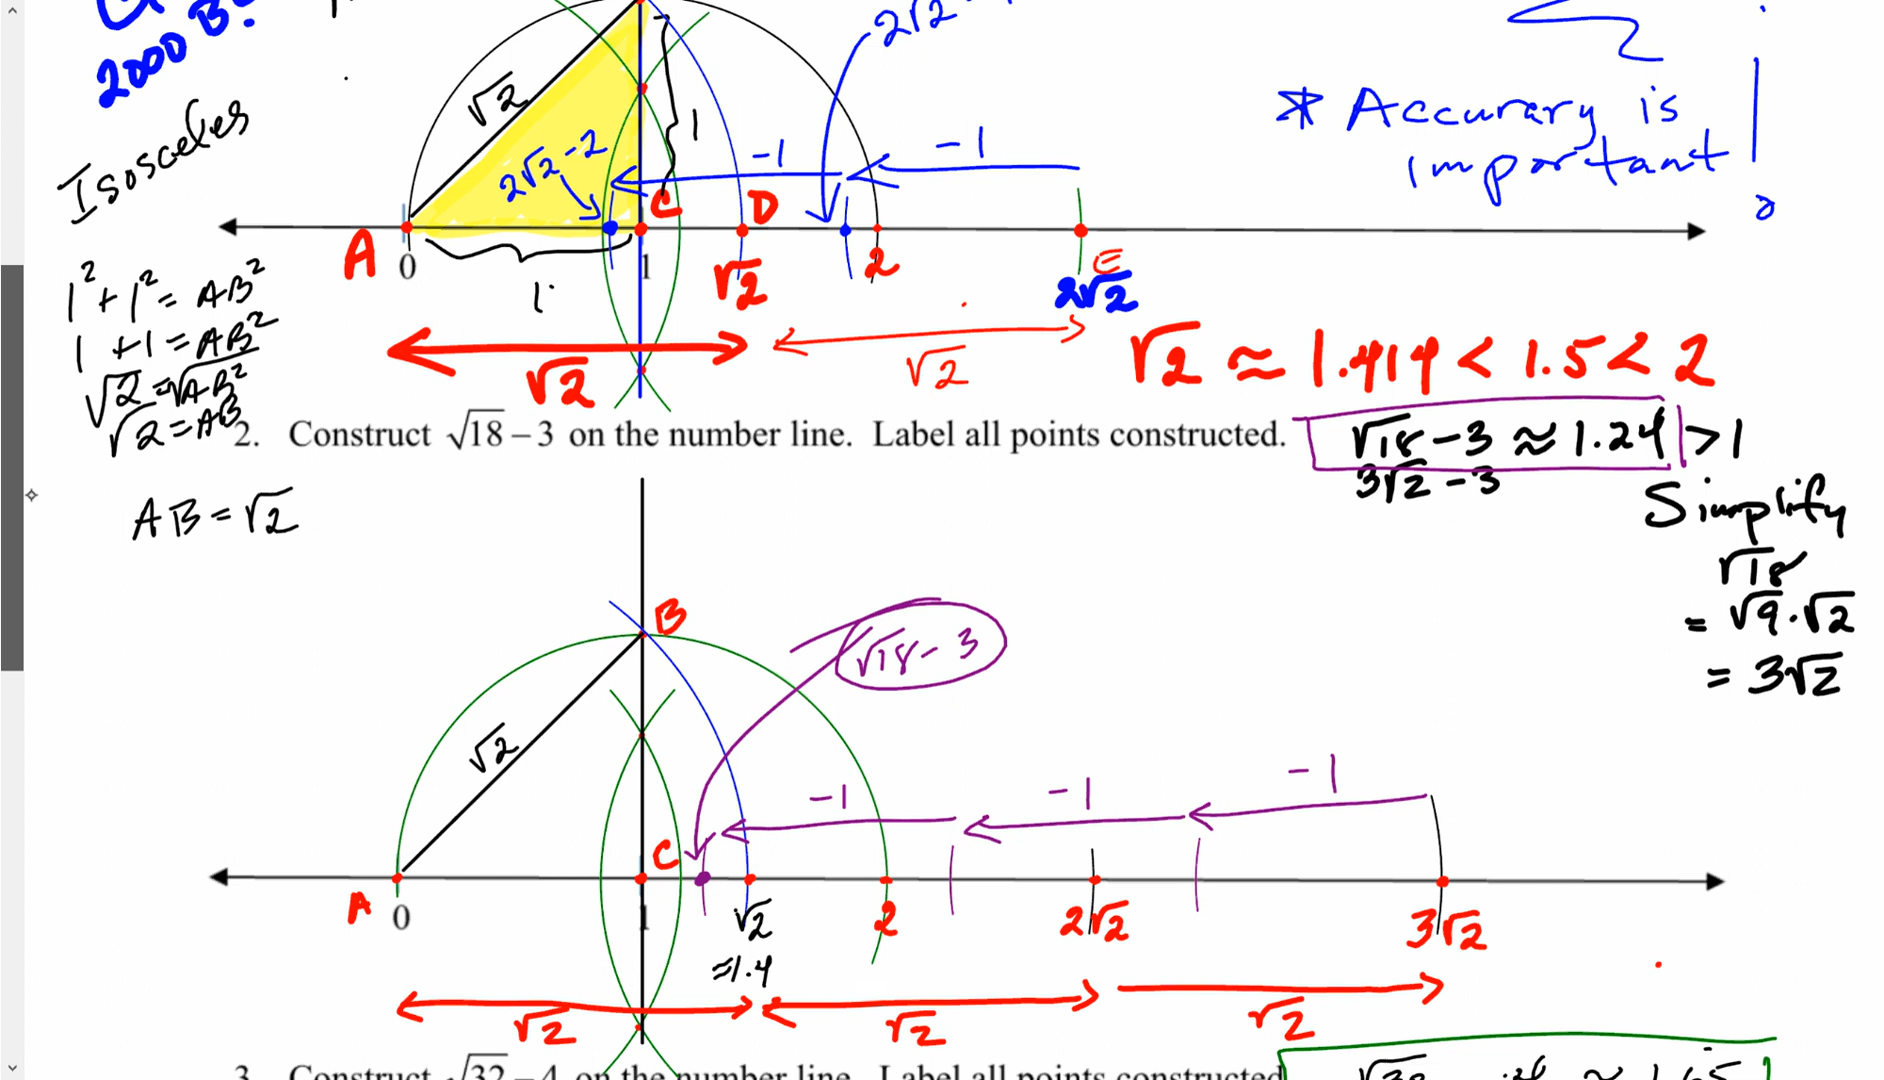 2000 B.
2√2
Isosceles
√2
1
2√2-2
-1
-1
* Accurary is
important
A
0
C
1
D
√2
2
E
2√2
1
1² + 1² = AB²
1 + 1 = AB²
√2 = √AB²
√2 = AB
√2
√2
√2 ≈ 1.414 < 1.5 < 2
2. Construct √18 – 3 on the number line. Label all points constructed.
√18 - 3 ≈ 1.24 > 1
3√2 - 3
AB = √2
Simplify
√18
= √9 · √2
= 3√2
B
√18 - 3
√2
-1
-1
-1
C
A
0
1
√2
≈1.4
2
2√2
3√2
√2
√2
√2
3. Construct √32 – 4 on the number line. Label all points constructed